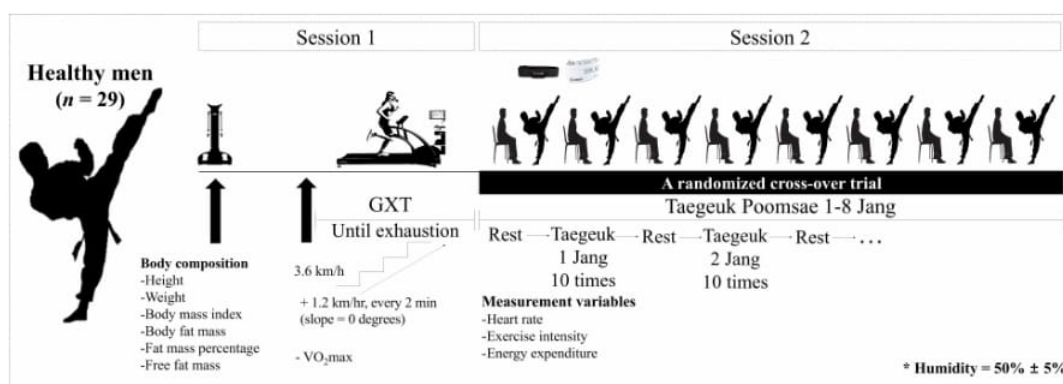 Session 1
Session 2
Healthy men
(n = 29)
A randomized cross-over trial
GXT
Until exhaustion
Taegeuk Poomsae 1-8 Jang
Rest
Taegeuk
1 Jang
10 times
Rest
Taegeuk
2 Jang
10 times
Rest
...
3.6 km/h
+ 1.2 km/hr, every 2 min
(slope = 0 degrees)
- VO₂max
Body composition
-Height
-Weight
-Body mass index
-Body fat mass
-Fat mass percentage
-Free fat mass
Measurement variables
-Heart rate
-Exercise intensity
-Energy expenditure
* Humidity = 50% ± 5%